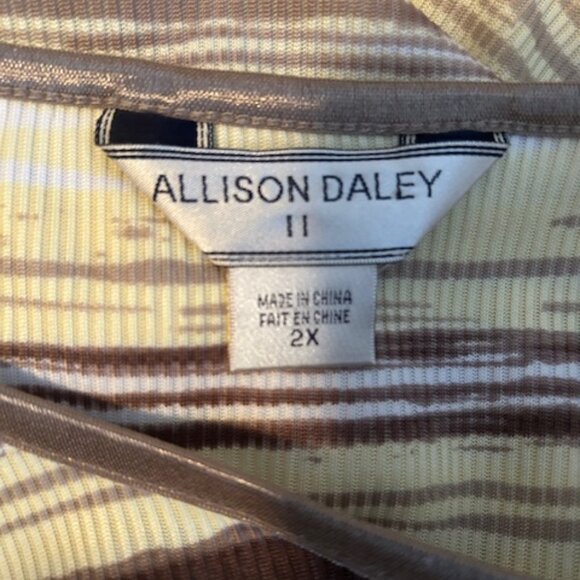 ALLISON DALEY
II
MADE IN CHINA
FAIT EN CHINE
2X